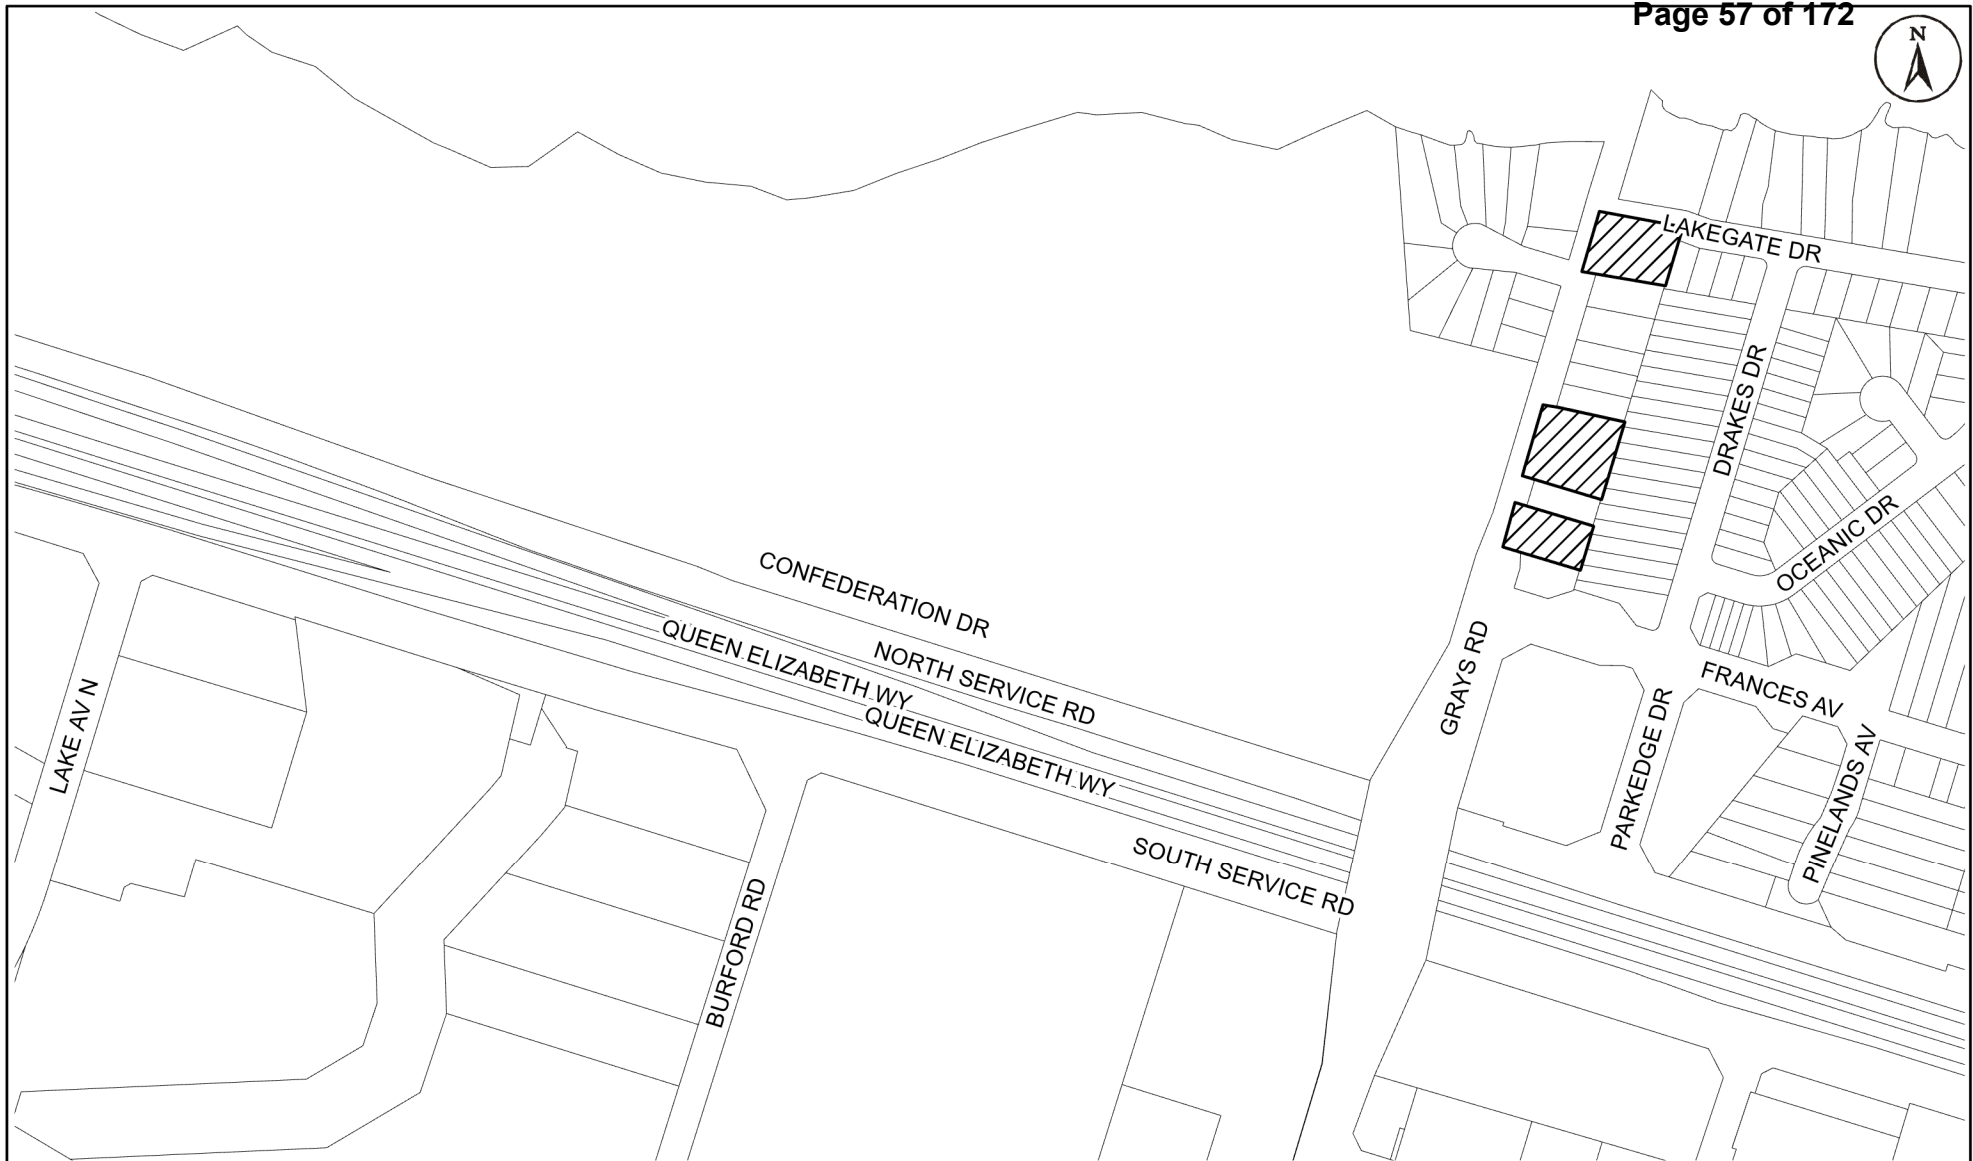 Page 57 of 172
N
LAKEGATE DR
DRAKES DR
OCEANIC DR
CONFEDERATION DR
NORTH SERVICE RD
QUEEN ELIZABETH WY
QUEEN ELIZABETH WY
SOUTH SERVICE RD
GRAYS RD
FRANCES AV
PARKEDGE DR
PINELANDS AV
LAKE AV N
BURFORD RD